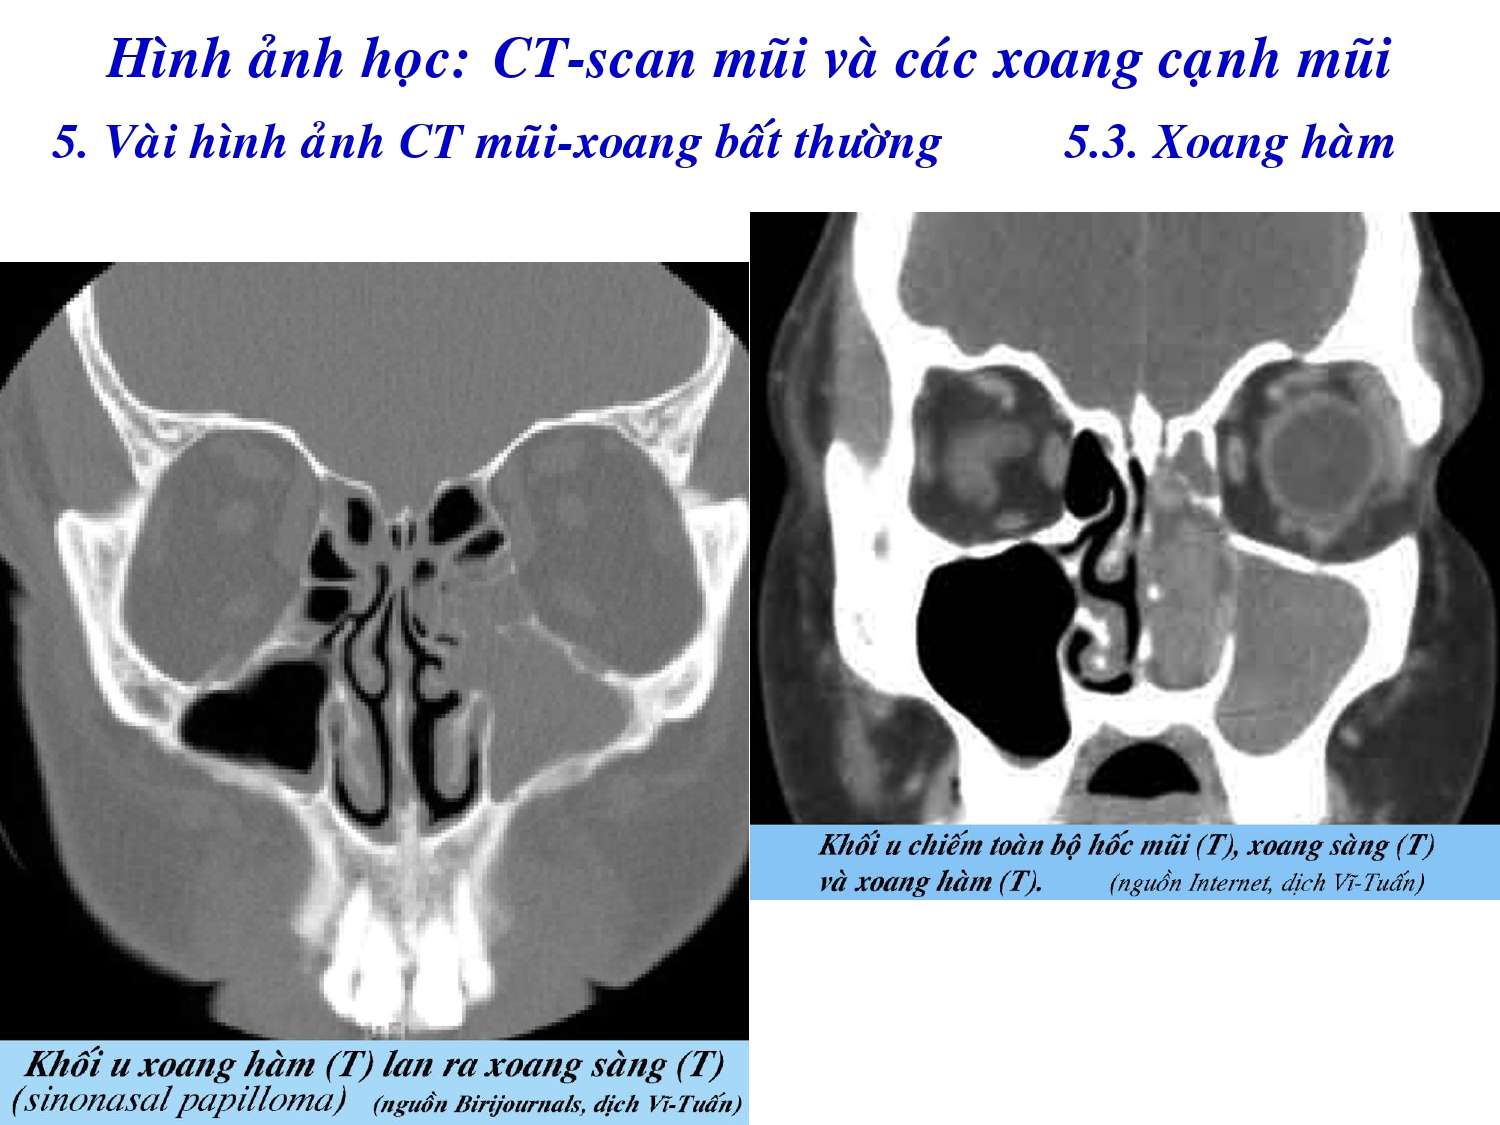 Hình ảnh học: CT-scan mũi và các xoang cạnh mũi
5. Vài hình ảnh CT mũi-xoang bất thường 5.3. Xoang hàm
Khối u chiếm toàn bộ hốc mũi (T), xoang sàng (T)
và xoang hàm (T). (nguồn Internet, dịch Vĩ-Tuấn)
Khối u xoang hàm (T) lan ra xoang sàng (T)
(sinonasal papilloma) (nguồn Birijournals, dịch Vĩ-Tuấn)